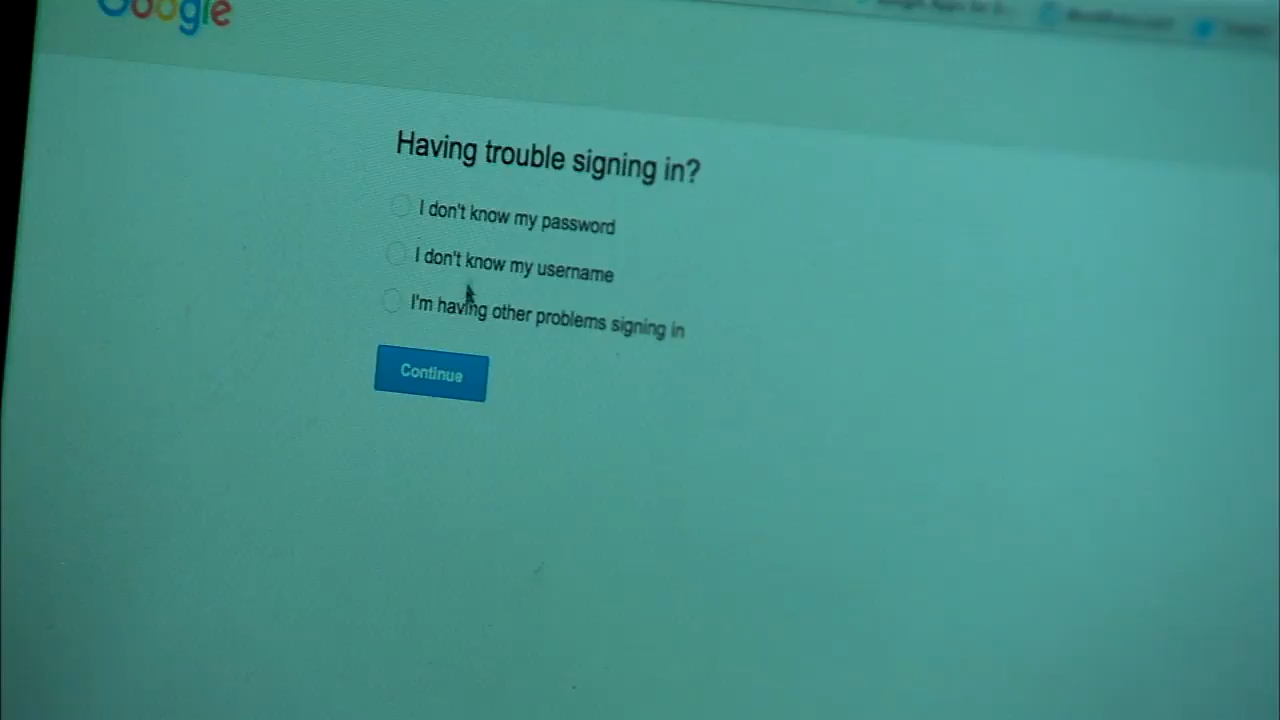 Google
Having trouble signing in?
I don't know my password
I don't know my username
I'm having other problems signing in
Continue